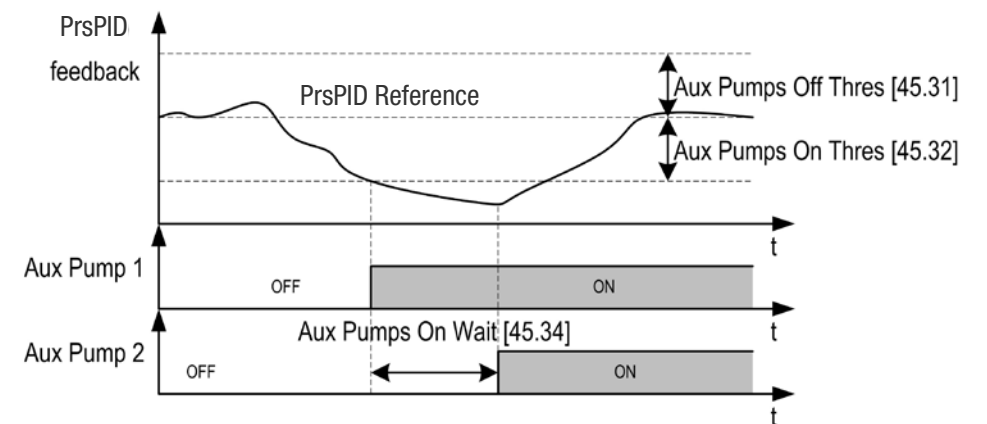 PrsPID
feedback
PrsPID Reference
Aux Pumps Off Thres [45.31]
Aux Pumps On Thres [45.32]
t
Aux Pump 1
OFF
ON
t
Aux Pumps On Wait [45.34]
Aux Pump 2
OFF
ON
t